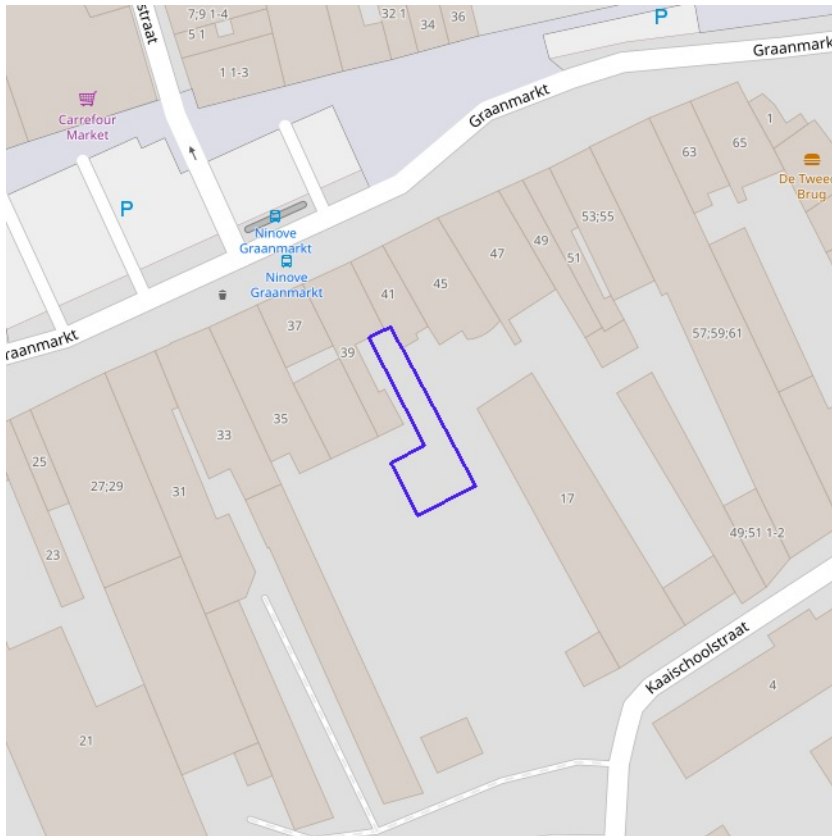 7;9 1-4
5 1
straat
32 1
34
36
P
1 1-3
Graanmarkt
Graanmark
Carrefour
Market
P
Ninove
Graanmarkt
Ninove
Graanmarkt
raanmarkt
1
65
63
De Tweed
Brug
53;55
49
51
47
45
41
37
39
57;59;61
35
33
25
27;29
31
23
17
49;51 1-2
Kaaischoolstraat
4
21